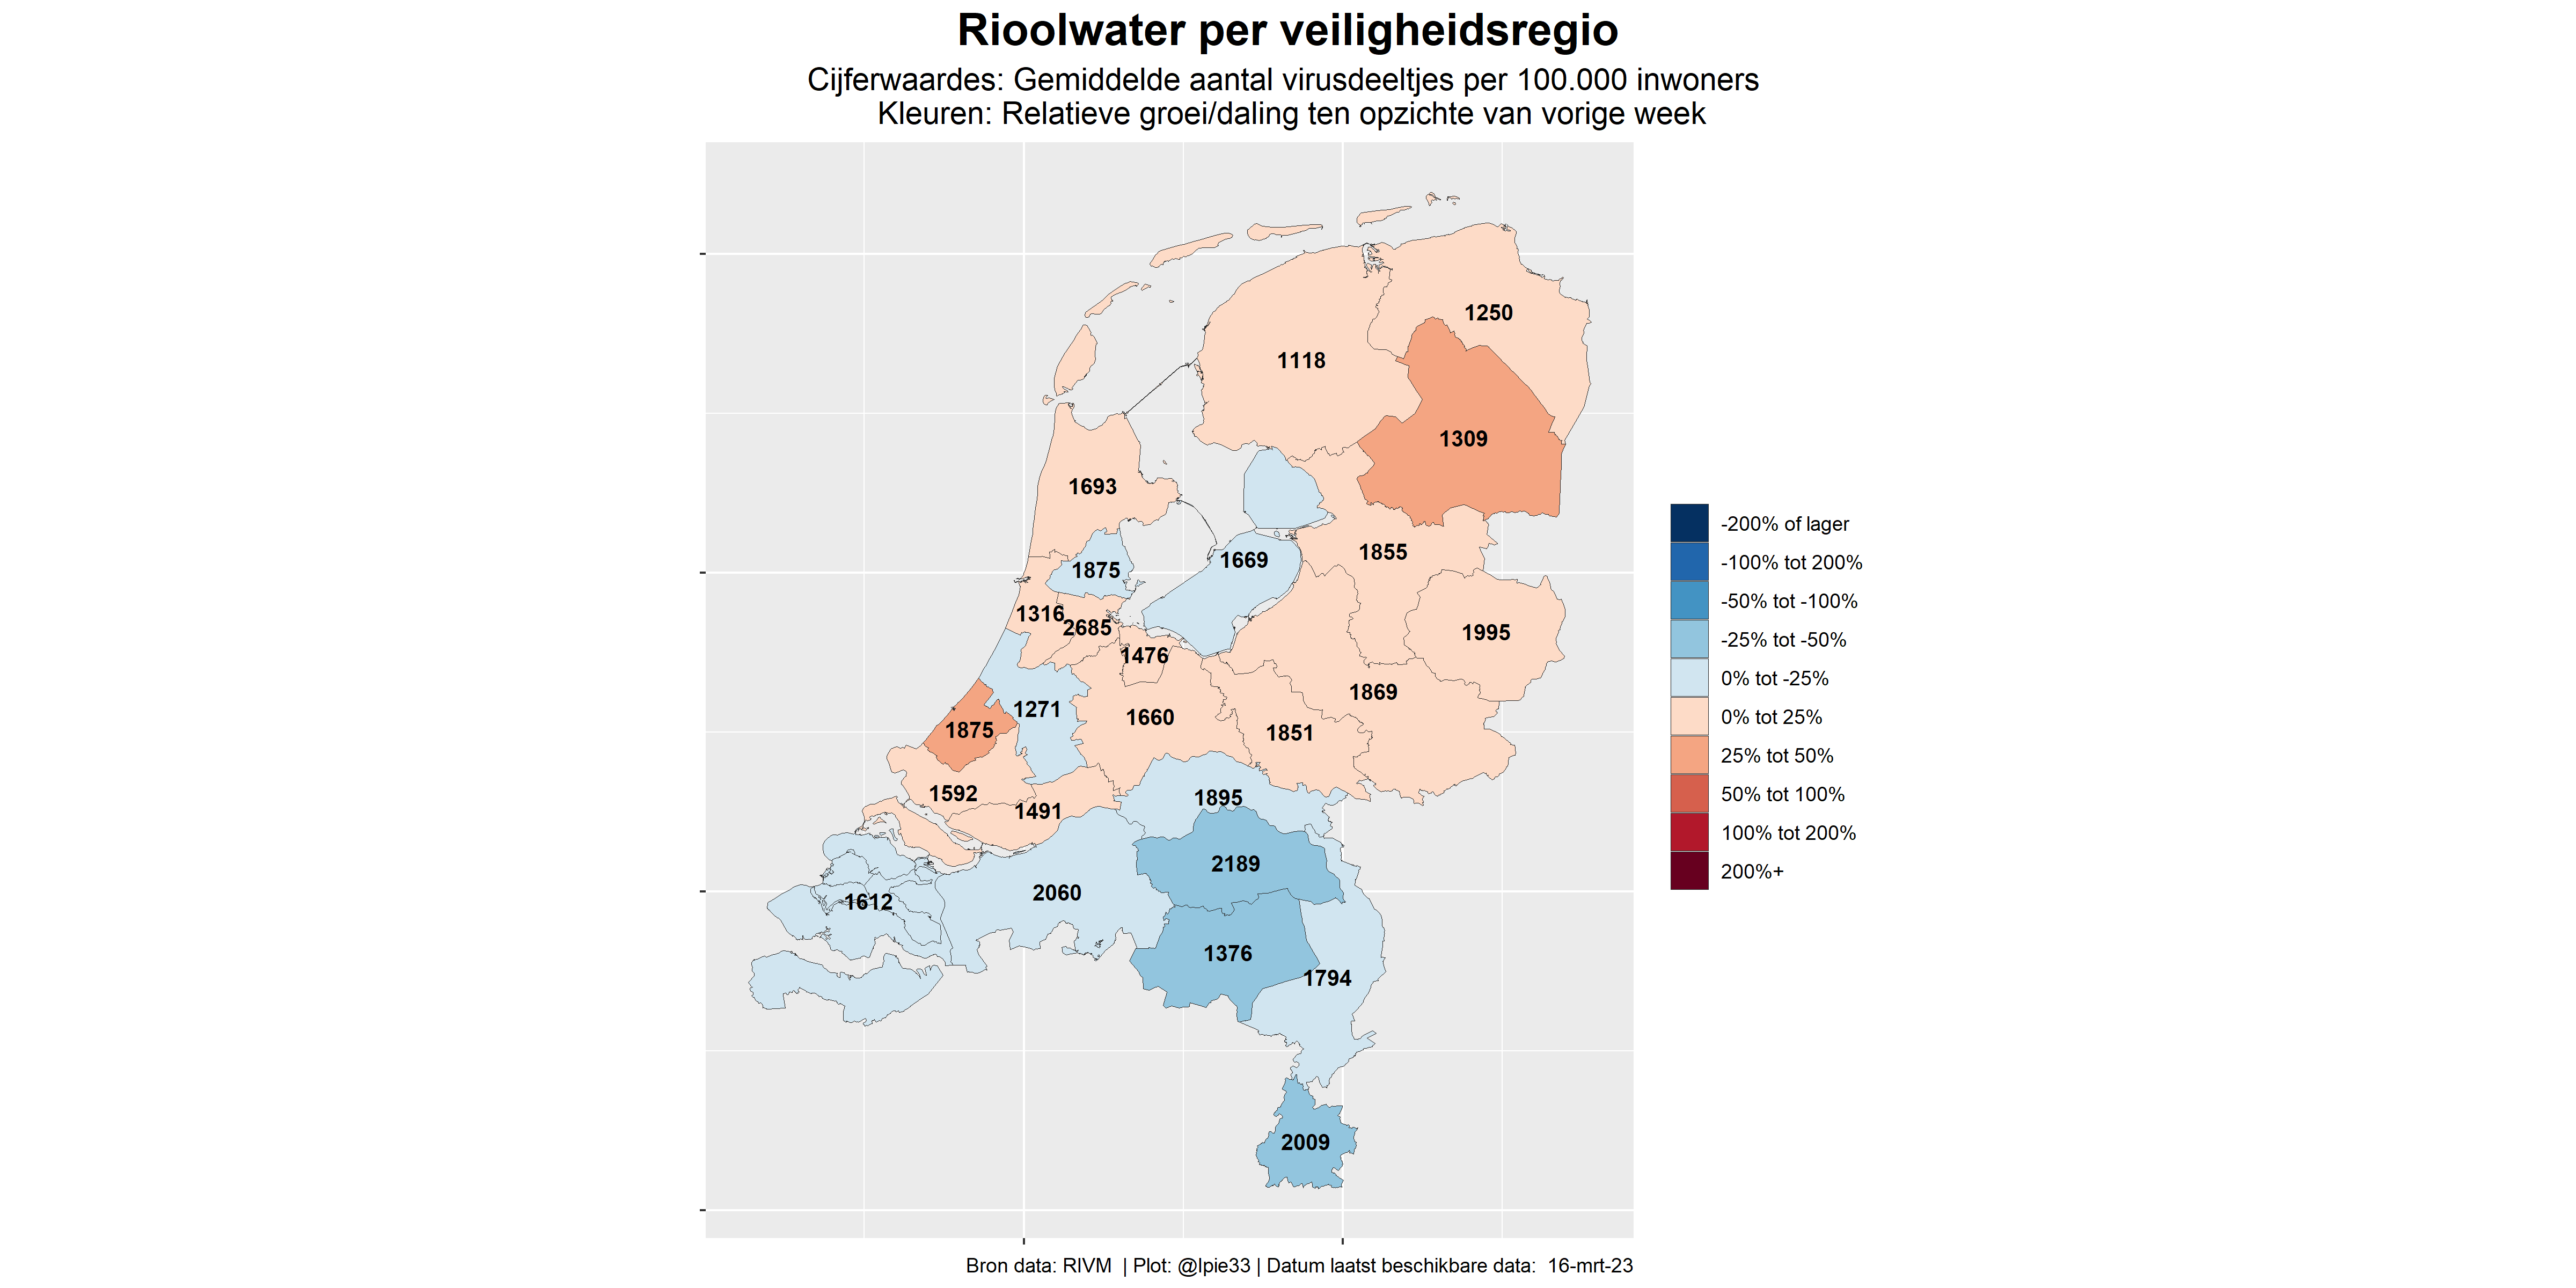 Rioolwater per veiligheidsregio
Cijferwaardes: Gemiddelde aantal virusdeeltjes per 100.000 inwoners
Kleuren: Relatieve groei/daling ten opzichte van vorige week
1250
1118
1309
1693
1855
1669
1875
1316
2685
1995
1476
1869
1271
1660
1875
1851
1592
1895
1491
2189
2060
1612
1376
1794
2009
-200% of lager
-100% tot 200%
-50% tot -100%
-25% tot -50%
0% tot -25%
0% tot 25%
25% tot 50%
50% tot 100%
100% tot 200%
200%+
Bron data: RIVM | Plot: @lpie33 | Datum laatst beschikbare data: 16-mrt-23